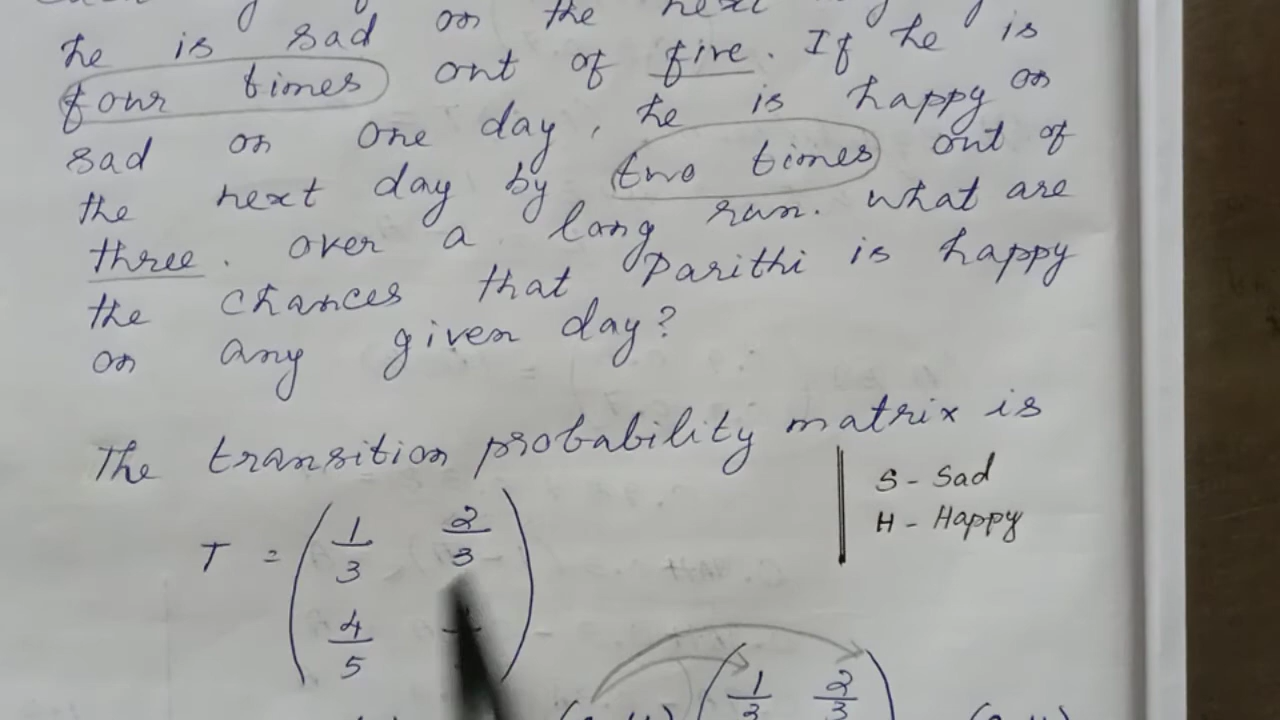 he is sad on the next
four times out of five. If he is
sad on one day, he is happy on
the next day by two times out of
three. over a long run. what are
the chances that Parithi is happy
on any given day?
The transition probability matrix is
S - Sad
H - Happy
T = ( 1/3 2/3
4/5 )
( 1/3 2/3 )